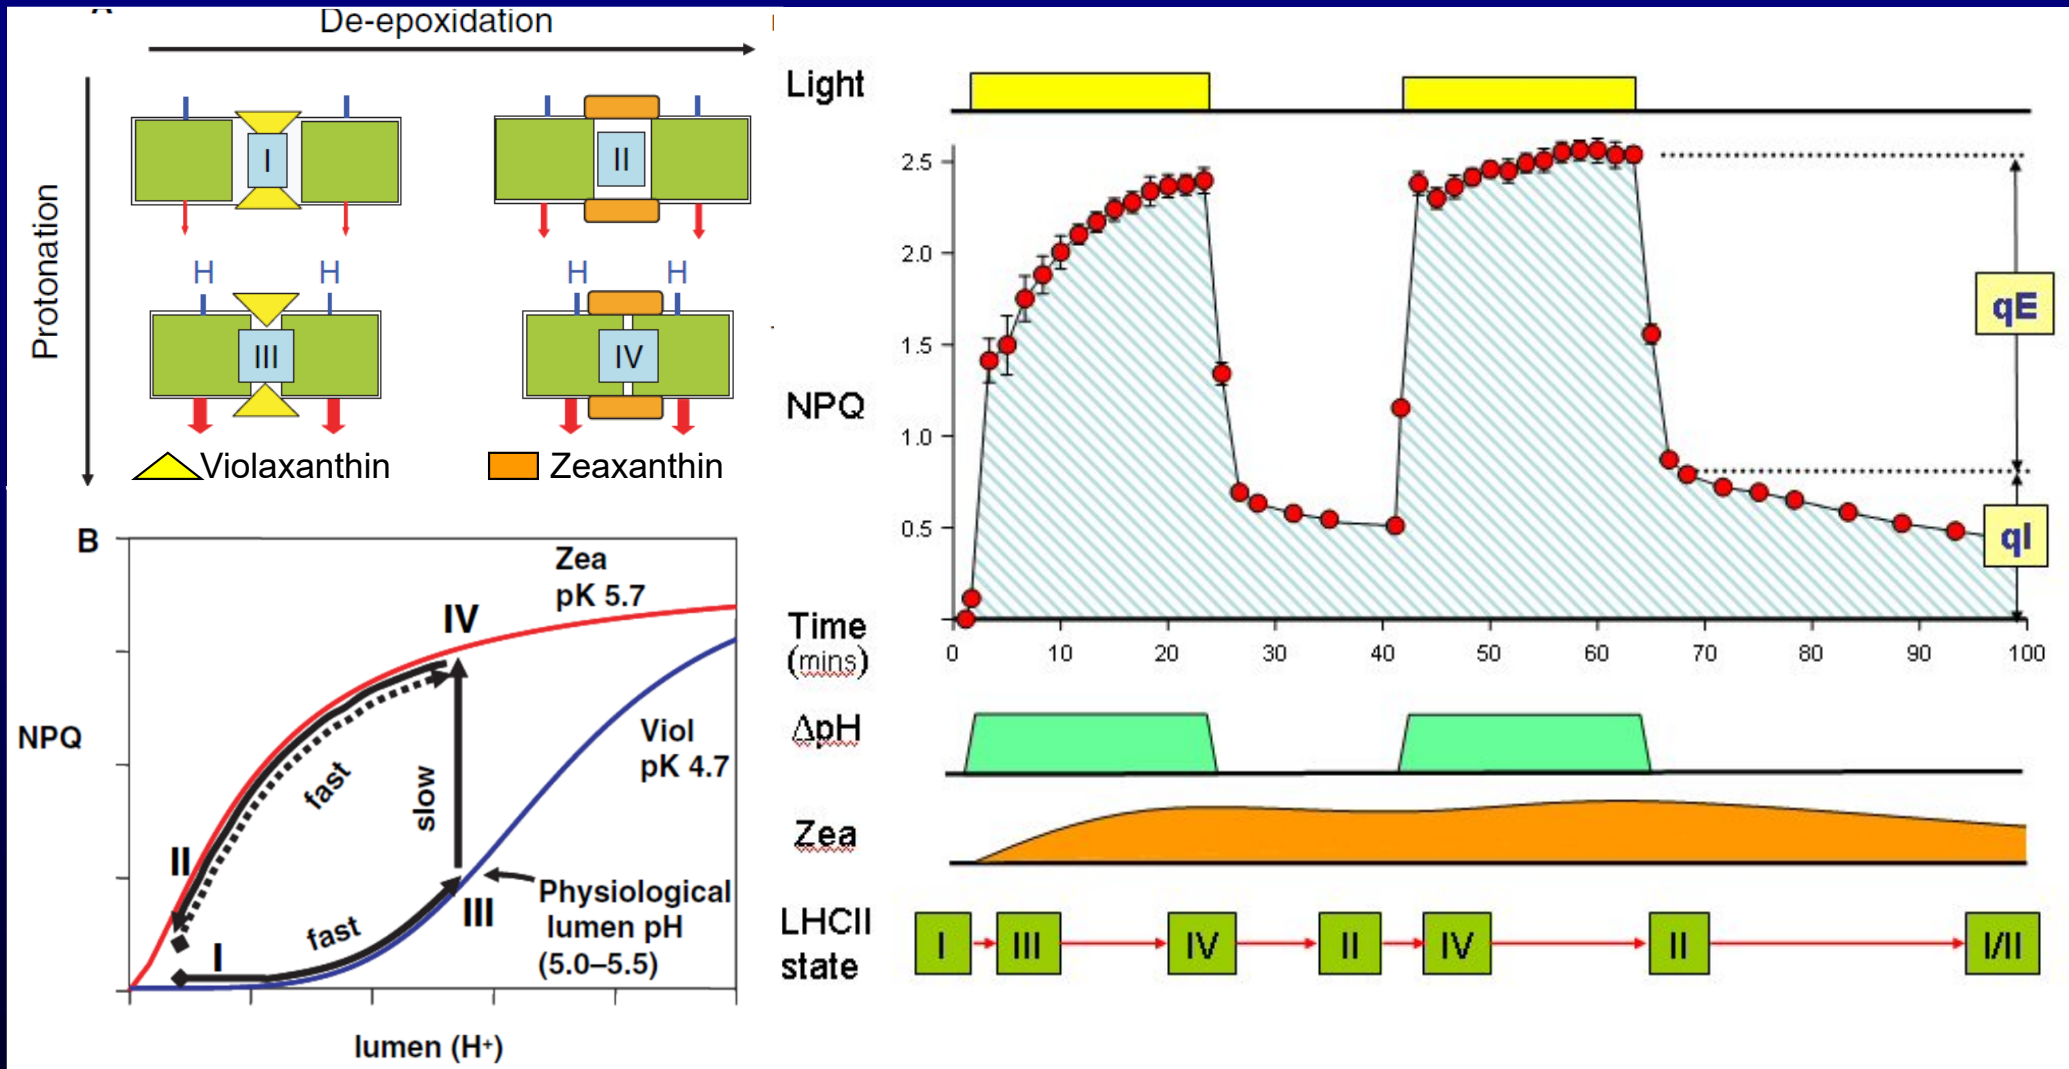 A
De-epoxidation
Protonation
I
II
H H
H H
III
IV
Violaxanthin
Zeaxanthin
B
NPQ
Zea
pK 5.7
IV
Viol
pK 4.7
fast
slow
II
I
fast
III
Physiological
lumen pH
(5.0–5.5)
lumen (H⁺)
Light
NPQ
2.5
2.0
1.5
1.0
0.5
qE
qI
Time
(mins)
0 10 20 30 40 50 60 70 80 90 100
ΔpH
Zea
LHCII
state
I III IV II IV II I/II